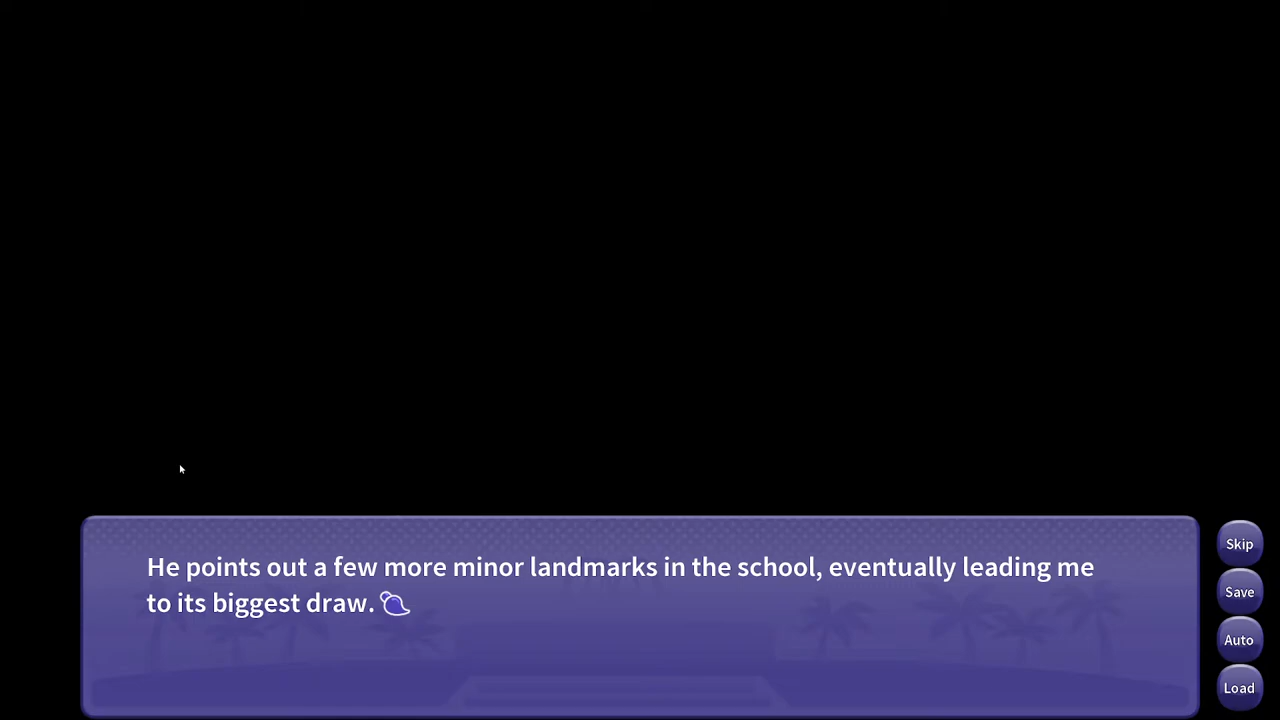 He points out a few more minor landmarks in the school, eventually leading me
to its biggest draw.
Skip
Save
Auto
Load